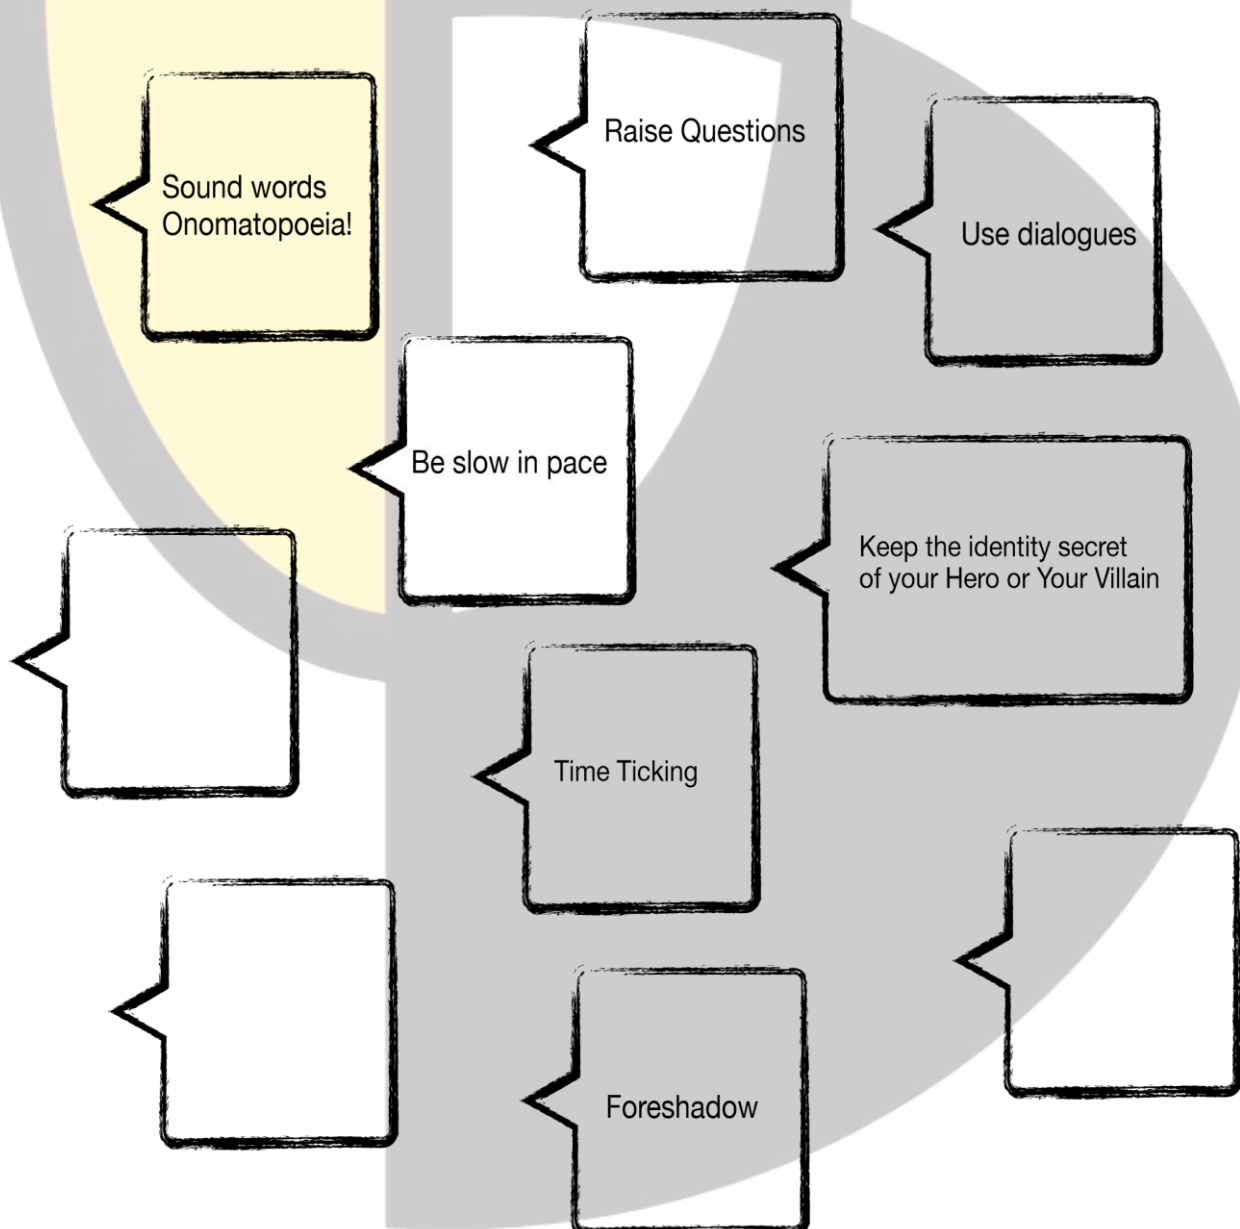 Raise Questions
Sound words
Onomatopoeia!
Use dialogues
Be slow in pace
Keep the identity secret
of your Hero or Your Villain
Time Ticking
Foreshadow